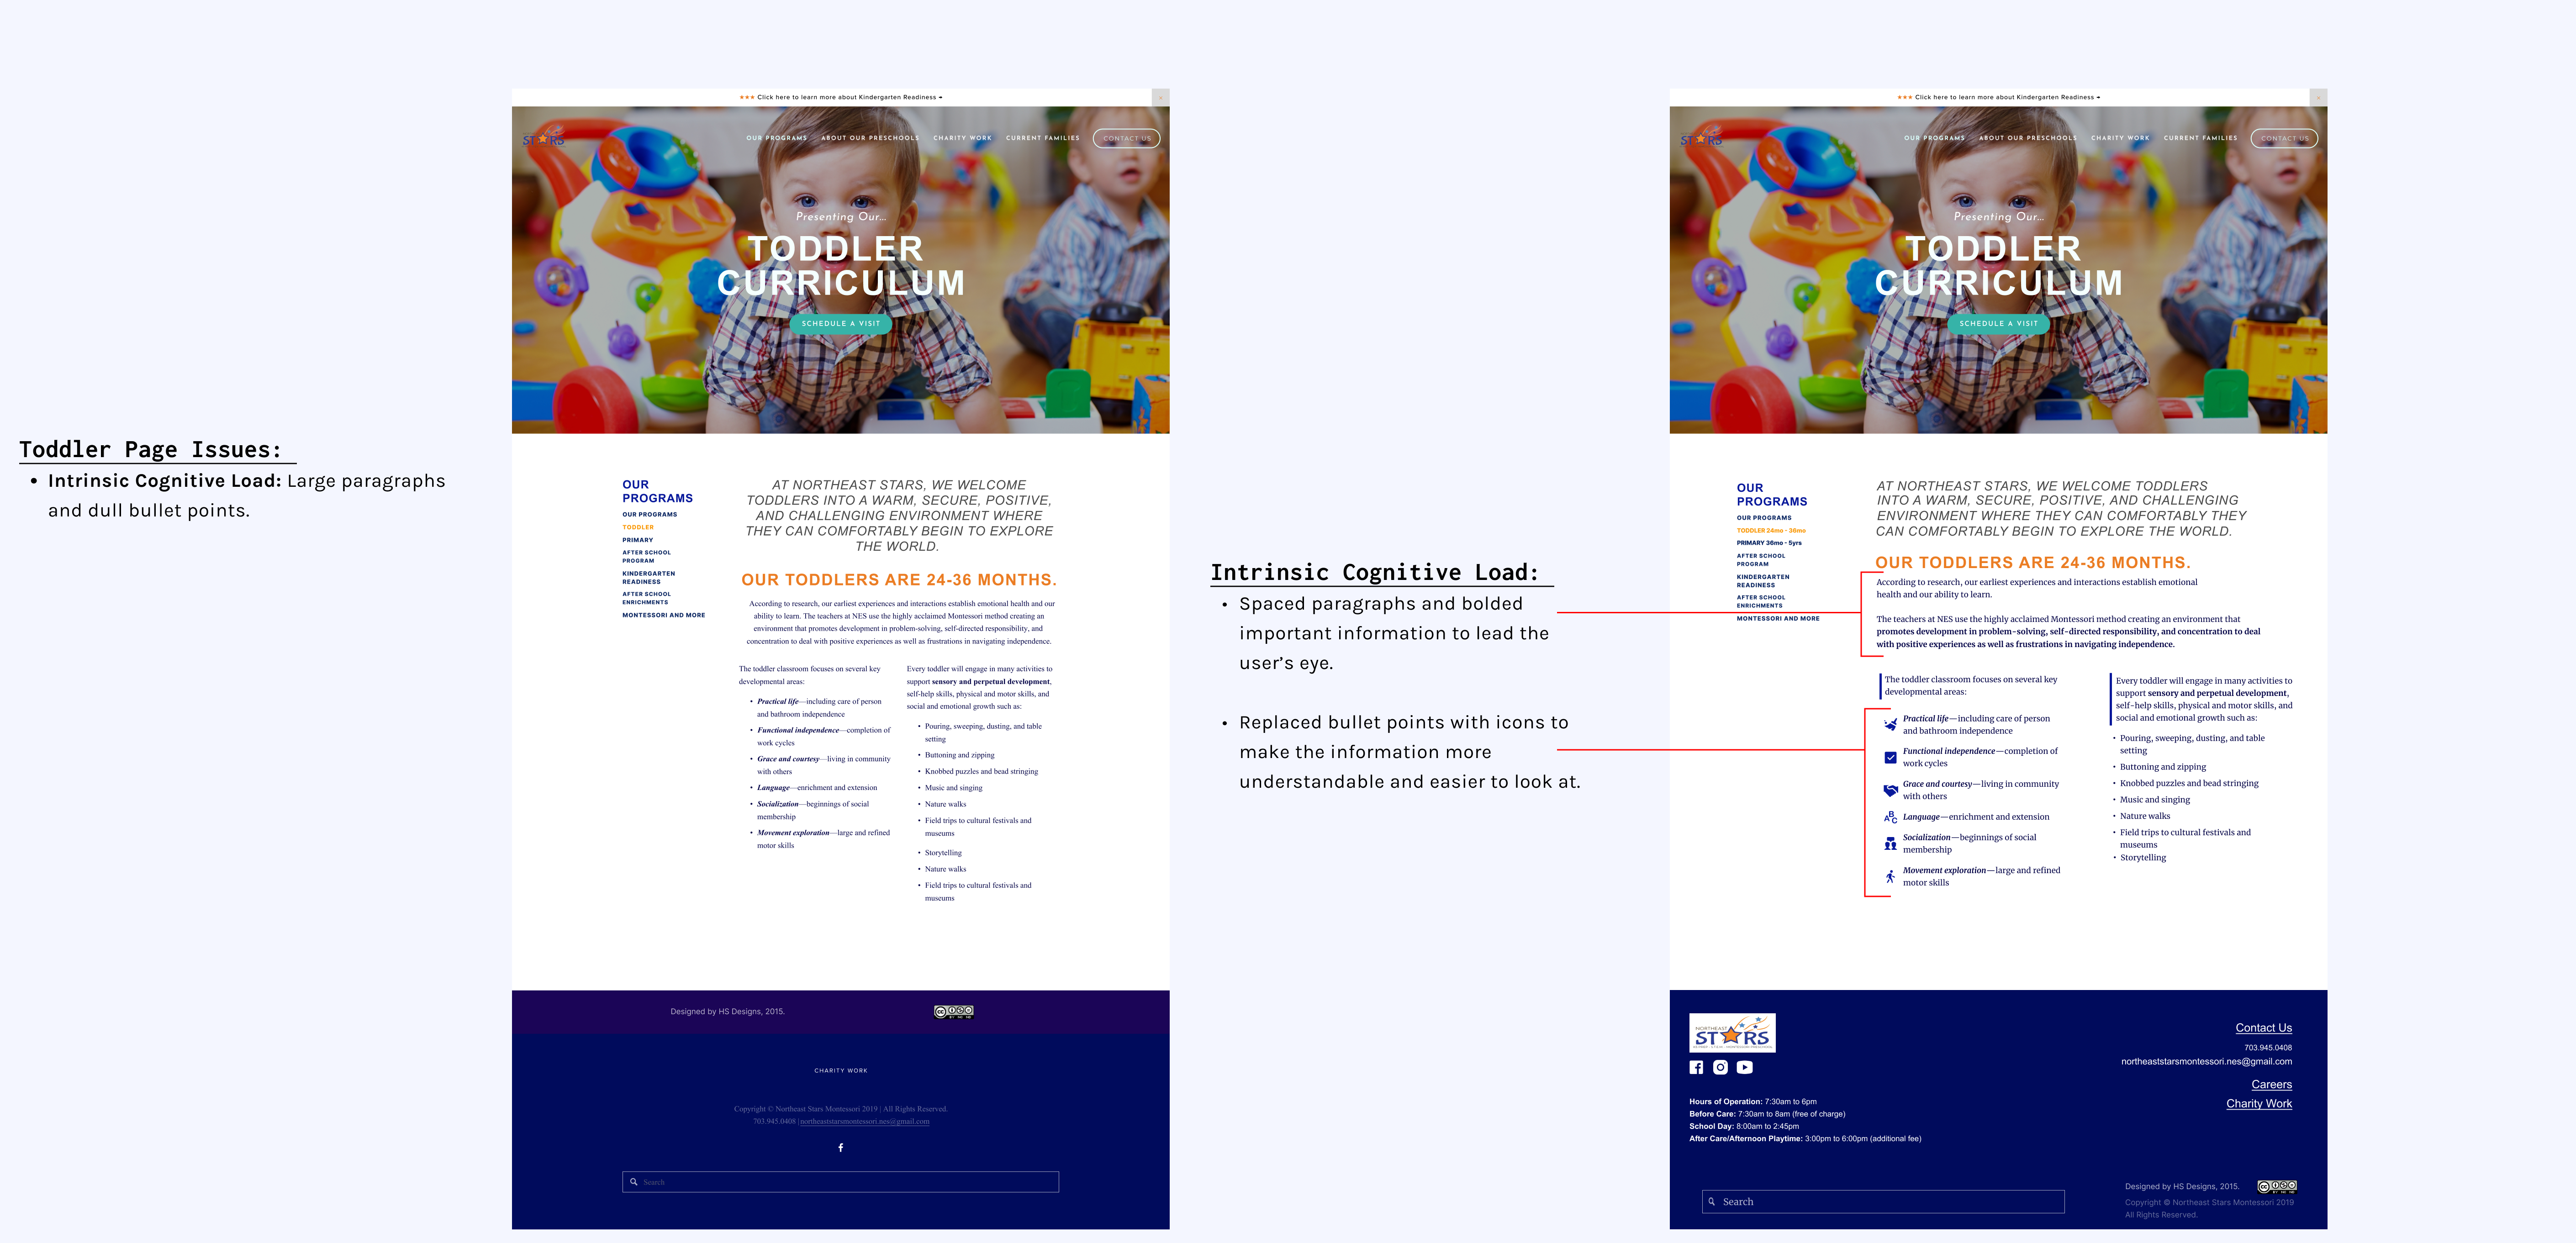 Toddler Page Issues:
• Intrinsic Cognitive Load: Large paragraphs
and dull bullet points.
★★★ Click here to learn more about Kindergarten Readiness →
×
STARS
OUR PROGRAMS
ABOUT OUR PRESCHOOLS
CHARITY WORK
CURRENT FAMILIES
CONTACT US
Presenting Our...
TODDLER
CURRICULUM
SCHEDULE A VISIT
OUR
PROGRAMS
OUR PROGRAMS
TODDLER
PRIMARY
AFTER SCHOOL
PROGRAM
KINDERGARTEN
READINESS
AFTER SCHOOL
ENRICHMENTS
MONTESSORI AND MORE
AT NORTHEAST STARS, WE WELCOME
TODDLERS INTO A WARM, SECURE, POSITIVE,
AND CHALLENGING ENVIRONMENT WHERE
THEY CAN COMFORTABLY BEGIN TO EXPLORE
THE WORLD.
OUR TODDLERS ARE 24-36 MONTHS.
According to research, our earliest experiences and interactions establish emotional health and our
ability to learn. The teachers at NES use the highly acclaimed Montessori method creating an
environment that promotes development in problem-solving, self-directed responsibility, and
concentration to deal with positive experiences as well as frustrations in navigating independence.
The toddler classroom focuses on several key
developmental areas:
• Practical life—including care of person
and bathroom independence
• Functional independence—completion of
work cycles
• Grace and courtesy—living in community
with others
• Language—enrichment and extension
• Socialization—beginnings of social
membership
• Movement exploration—large and refined
motor skills
Every toddler will engage in many activities to
support sensory and perpetual development,
self-help skills, physical and motor skills, and
social and emotional growth such as:
• Pouring, sweeping, dusting, and table
setting
• Buttoning and zipping
• Knobbed puzzles and bead stringing
• Music and singing
• Nature walks
• Field trips to cultural festivals and
museums
• Storytelling
• Nature walks
• Field trips to cultural festivals and
museums
Designed by HS Designs, 2015.
CHARITY WORK
Copyright © Northeast Stars Montessori 2019 | All Rights Reserved.
703.945.0408 | northeaststarsmontessori.nes@gmail.com
Search
Intrinsic Cognitive Load:
• Spaced paragraphs and bolded
important information to lead the
user’s eye.
• Replaced bullet points with icons to
make the information more
understandable and easier to look at.
★★★ Click here to learn more about Kindergarten Readiness →
×
STARS
OUR PROGRAMS
ABOUT OUR PRESCHOOLS
CHARITY WORK
CURRENT FAMILIES
CONTACT US
Presenting Our...
TODDLER
CURRICULUM
SCHEDULE A VISIT
OUR
PROGRAMS
OUR PROGRAMS
TODDLER 24mo - 36mo
PRIMARY 36mo - 5yrs
AFTER SCHOOL
PROGRAM
KINDERGARTEN
READINESS
AFTER SCHOOL
ENRICHMENTS
MONTESSORI AND MORE
AT NORTHEAST STARS, WE WELCOME TODDLERS
INTO A WARM, SECURE, POSITIVE, AND CHALLENGING
ENVIRONMENT WHERE THEY CAN COMFORTABLY THEY
CAN COMFORTABLY BEGIN TO EXPLORE THE WORLD.
OUR TODDLERS ARE 24-36 MONTHS.
According to research, our earliest experiences and interactions establish emotional
health and our ability to learn.
The teachers at NES use the highly acclaimed Montessori method creating an environment that
promotes development in problem-solving, self-directed responsibility, and concentration to deal
with positive experiences as well as frustrations in navigating independence.
The toddler classroom focuses on several key
developmental areas:
Practical life—including care of person
and bathroom independence
Functional independence—completion of
work cycles
Grace and courtesy—living in community
with others
ABC
Language—enrichment and extension
Socialization—beginnings of social
membership
Movement exploration—large and refined
motor skills
Every toddler will engage in many activities to
support sensory and perpetual development,
self-help skills, physical and motor skills, and
social and emotional growth such as:
• Pouring, sweeping, dusting, and table
setting
• Buttoning and zipping
• Knobbed puzzles and bead stringing
• Music and singing
• Nature walks
• Field trips to cultural festivals and
museums
• Storytelling
NORTHEAST
STARS
Hours of Operation: 7:30am to 6pm
Before Care: 7:30am to 8am (free of charge)
School Day: 8:00am to 2:45pm
After Care/Afternoon Playtime: 3:00pm to 6:00pm (additional fee)
Contact Us
703.945.0408
northeaststarsmontessori.nes@gmail.com
Careers
Charity Work
Search
Designed by HS Designs, 2015.
Copyright © Northeast Stars Montessori 2019
All Rights Reserved.